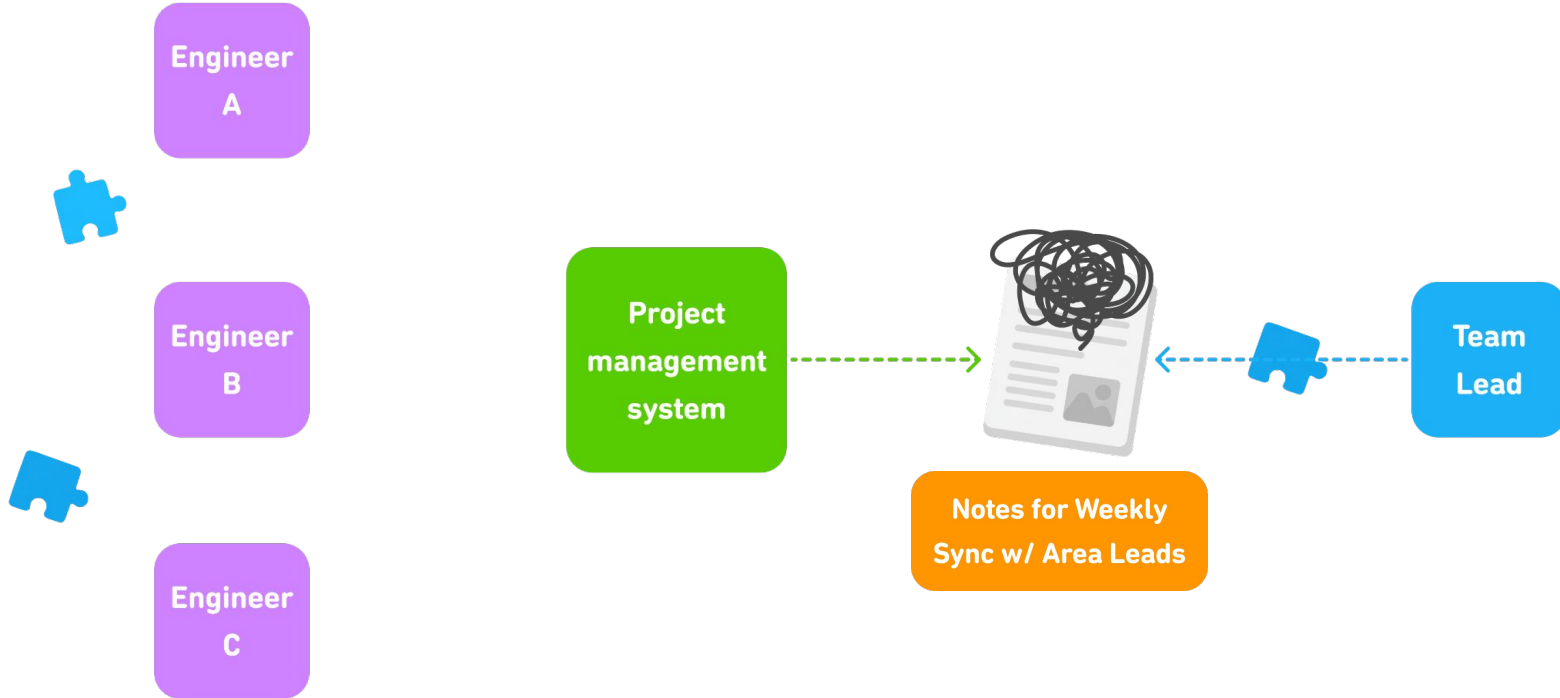 Engineer
A
Engineer
B
Engineer
C
Project
management
system
Notes for Weekly
Sync w/ Area Leads
Team
Lead